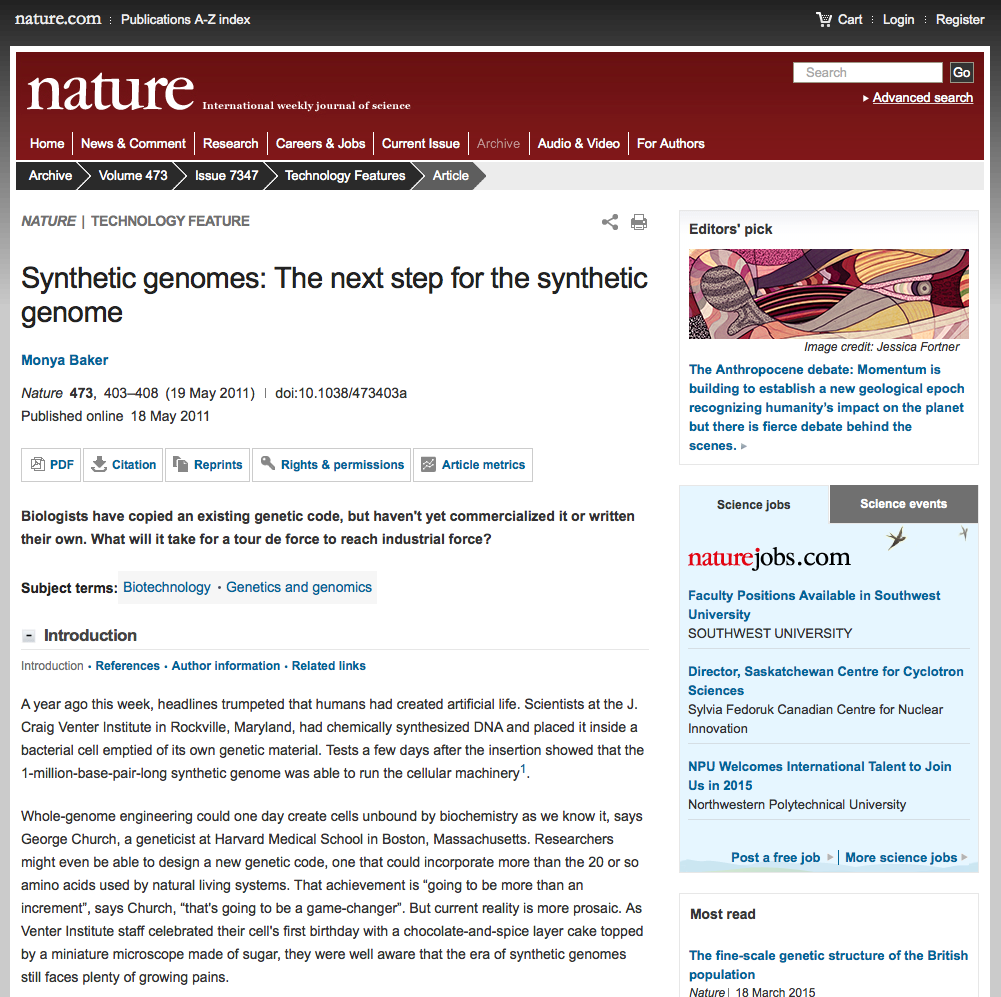 nature.com : Publications A-Z index
Cart : Login : Register
nature International weekly journal of science
Search Go
Advanced search
Home News & Comment Research Careers & Jobs Current Issue Archive Audio & Video For Authors
Archive Volume 473 Issue 7347 Technology Features Article
NATURE | TECHNOLOGY FEATURE
Synthetic genomes: The next step for the synthetic
genome
Monya Baker
Nature 473, 403–408 (19 May 2011) | doi:10.1038/473403a
Published online 18 May 2011
PDF Citation Reprints Rights & permissions Article metrics
Biologists have copied an existing genetic code, but haven't yet commercialized it or written
their own. What will it take for a tour de force to reach industrial force?
Subject terms: Biotechnology • Genetics and genomics
- Introduction
Introduction • References • Author information • Related links
A year ago this week, headlines trumpeted that humans had created artificial life. Scientists at the J.
Craig Venter Institute in Rockville, Maryland, had chemically synthesized DNA and placed it inside a
bacterial cell emptied of its own genetic material. Tests a few days after the insertion showed that the
1-million-base-pair-long synthetic genome was able to run the cellular machinery1.
Whole-genome engineering could one day create cells unbound by biochemistry as we know it, says
George Church, a geneticist at Harvard Medical School in Boston, Massachusetts. Researchers
might even be able to design a new genetic code, one that could incorporate more than the 20 or so
amino acids used by natural living systems. That achievement is “going to be more than an
increment”, says Church, “that's going to be a game-changer”. But current reality is more prosaic. As
Venter Institute staff celebrated their cell's first birthday with a chocolate-and-spice layer cake topped
by a miniature microscope made of sugar, they were well aware that the era of synthetic genomes
still faces plenty of growing pains.
Editors' pick
Image credit: Jessica Fortner
The Anthropocene debate: Momentum is
building to establish a new geological epoch
recognizing humanity's impact on the planet
but there is fierce debate behind the
scenes.
Science jobs Science events
naturejobs.com
Faculty Positions Available in Southwest
University
SOUTHWEST UNIVERSITY
Director, Saskatchewan Centre for Cyclotron
Sciences
Sylvia Fedoruk Canadian Centre for Nuclear
Innovation
NPU Welcomes International Talent to Join
Us in 2015
Northwestern Polytechnical University
Post a free job | More science jobs
Most read
The fine-scale genetic structure of the British
population
Nature | 18 March 2015